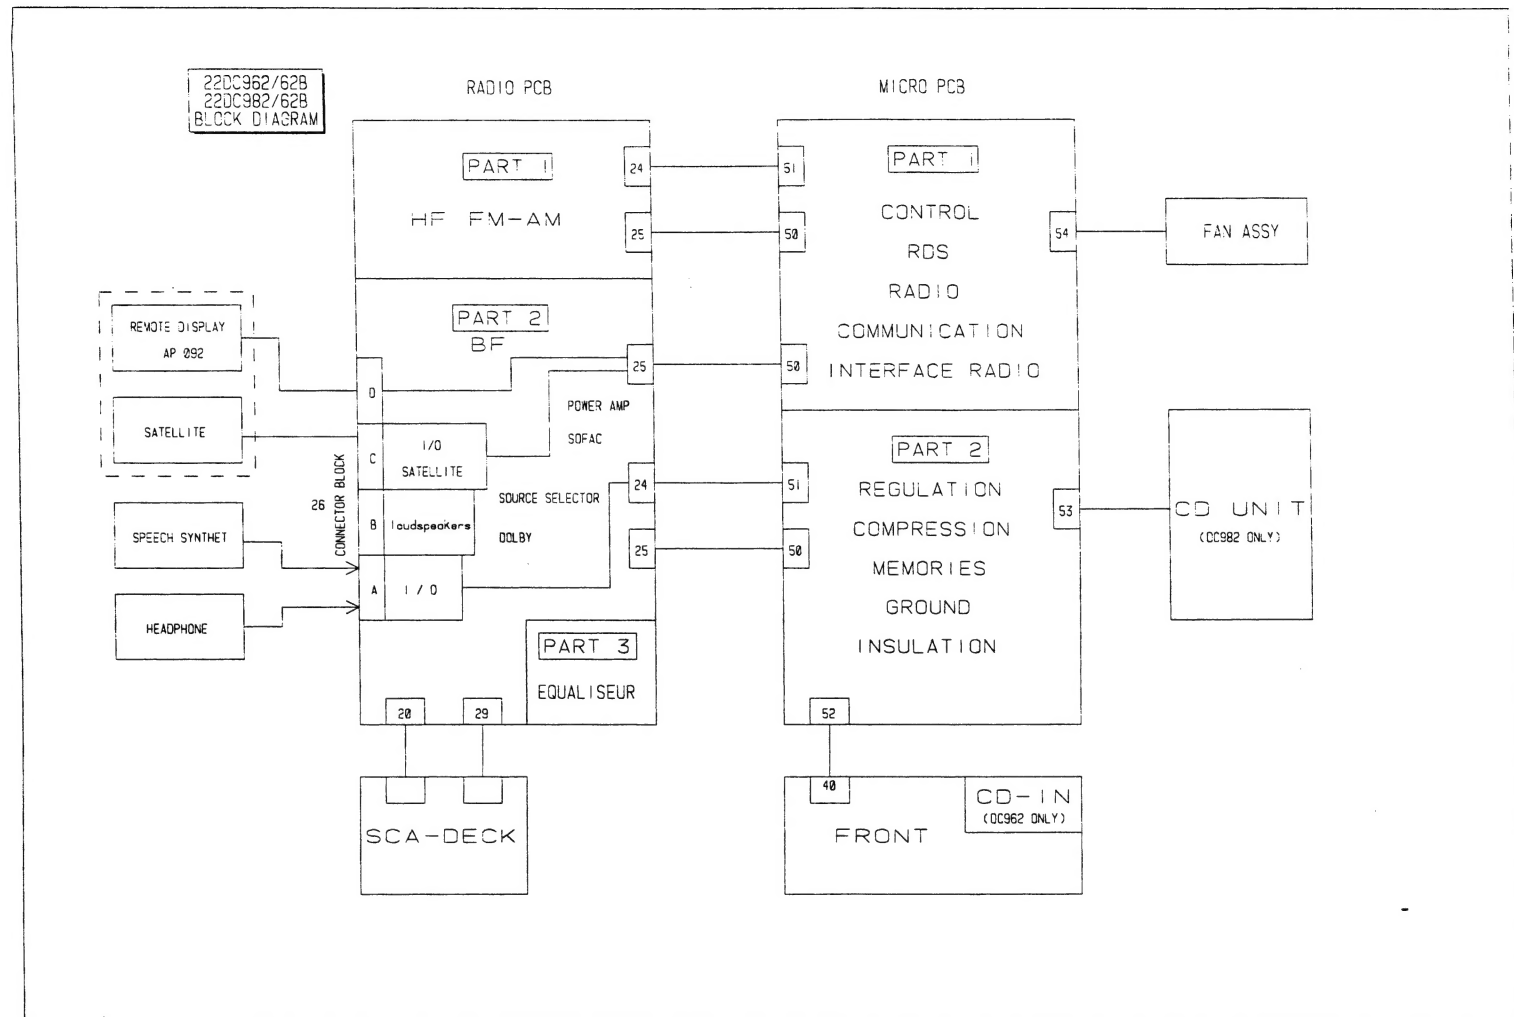 22DC962/62B
22DC982/62B
BLOCK DIAGRAM
RADIO PCB
MICRO PCB
PART 1
HF FM-AM
24
25
51
50
PART 1
CONTROL
RDS
RADIO
COMMUNICATION
INTERFACE RADIO
54
FAN ASSY
REMOTE DISPLAY
AP 092
SATELLITE
SPEECH SYNTHET
HEADPHONE
26
CONNECTOR BLOCK
PART 2
BF
D
C
B
A
I/O
SATELLITE
loudspeakers
I/O
25
POWER AMP
SOFAC
SOURCE SELECTOR
DOLBY
24
25
50
51
50
PART 2
REGULATION
COMPRESSION
MEMORIES
GROUND
INSULATION
53
CD UNIT
(DC982 ONLY)
PART 3
EQUALISEUR
20
29
52
SCA-DECK
40
FRONT
CD-IN
(DC962 ONLY)